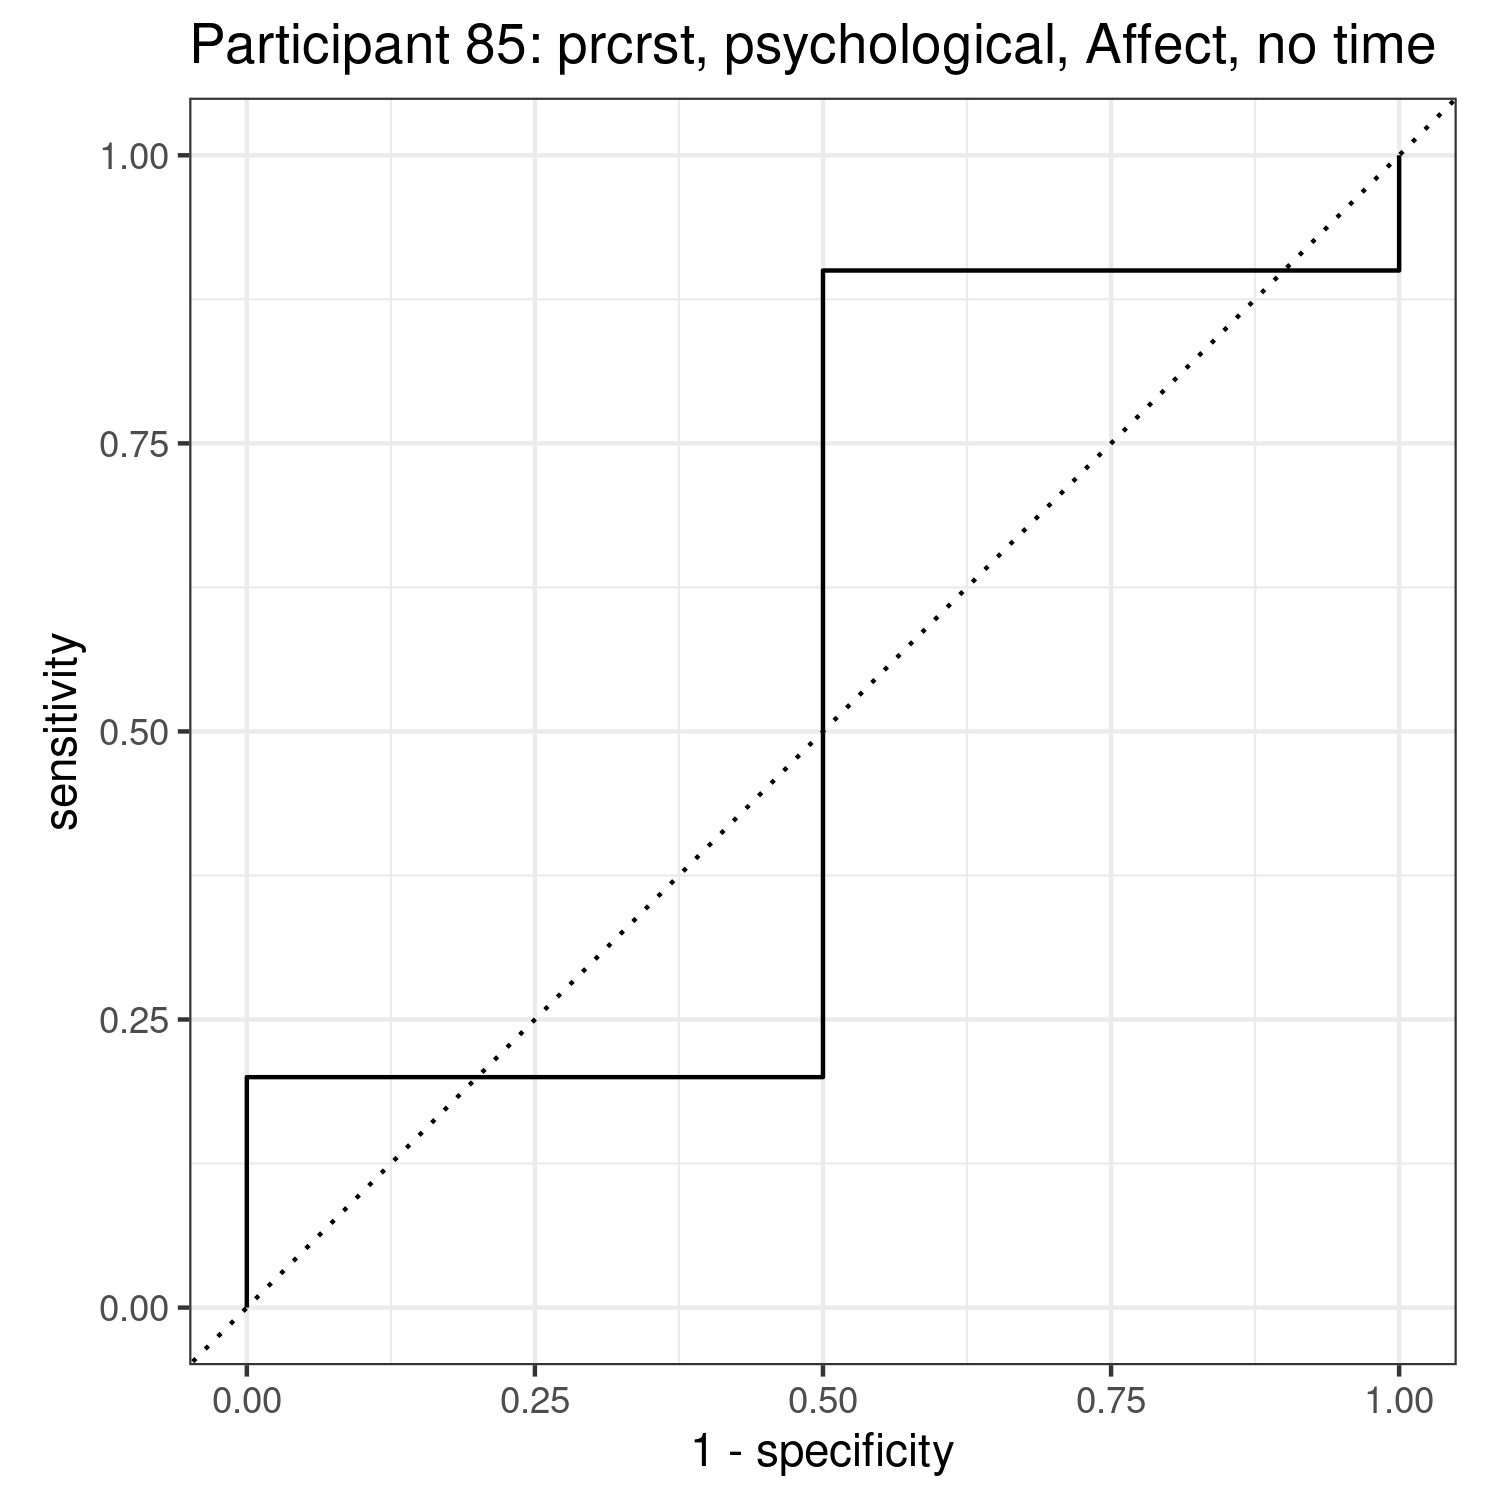 Participant 85: prcrst, psychological, Affect, no time
1.00
0.75
0.50
0.25
0.00
sensitivity
0.00 0.25 0.50 0.75 1.00
1 - specificity